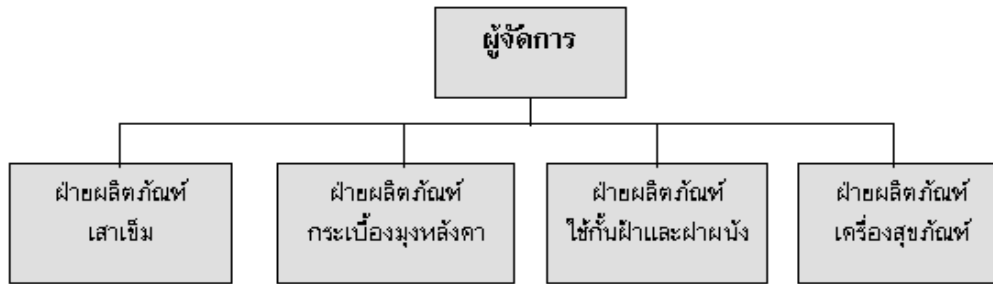 ผู้จัดการ
ฝ่ายผลิตภัณฑ์
เสาเข็ม
ฝ่ายผลิตภัณฑ์
กระเบื้องมุงหลังคา
ฝ่ายผลิตภัณฑ์
ใช้กั้นฝ้าและฝาผนัง
ฝ่ายผลิตภัณฑ์
เครื่องสุขภัณฑ์